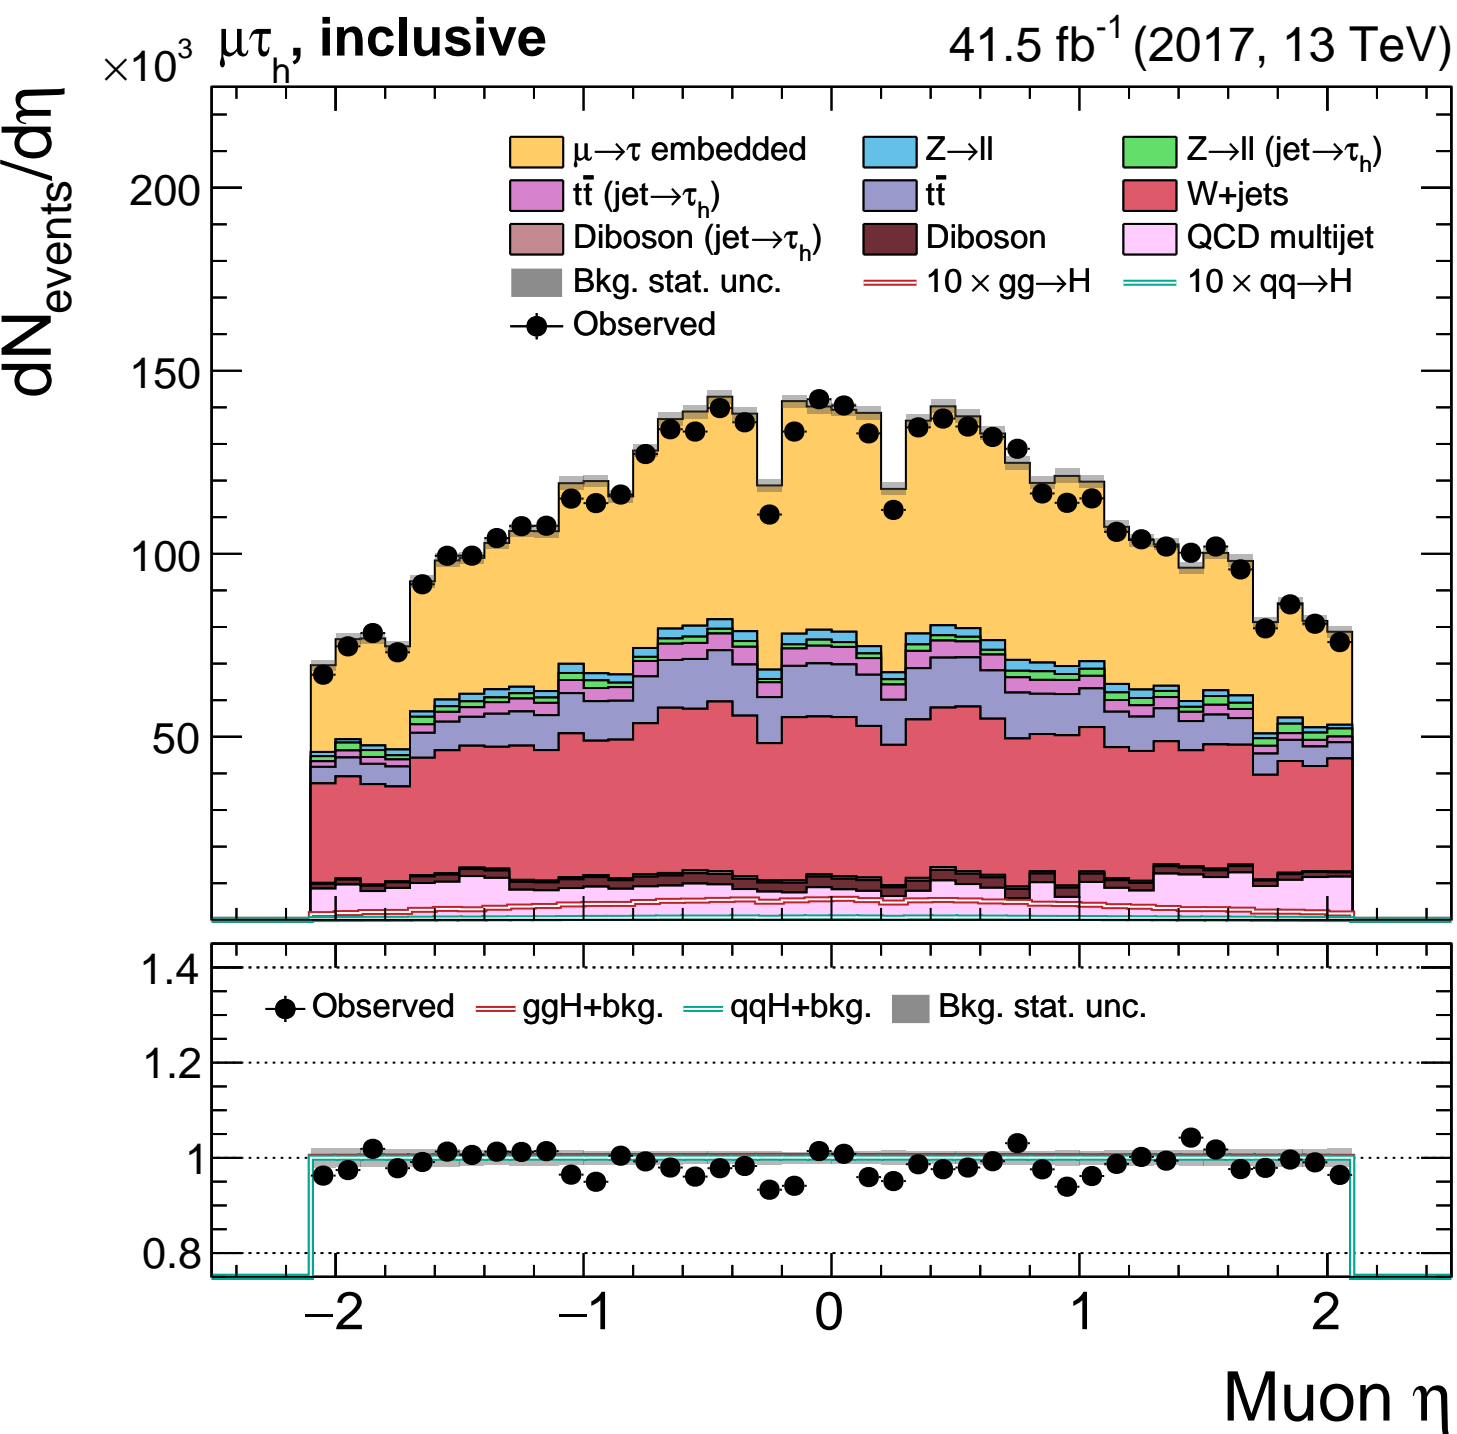 ×10³ μτₕ, inclusive 41.5 fb⁻¹ (2017, 13 TeV)
dN_events/dη
200
150
100
50
μ→τ embedded Z→ll Z→ll (jet→τₕ)
tt̄ (jet→τₕ) tt̄ W+jets
Diboson (jet→τₕ) Diboson QCD multijet
Bkg. stat. unc. 10 × gg→H 10 × qq→H
Observed
1.4
1.2
1
0.8
Observed ggH+bkg. qqH+bkg. Bkg. stat. unc.
−2 −1 0 1 2
Muon η